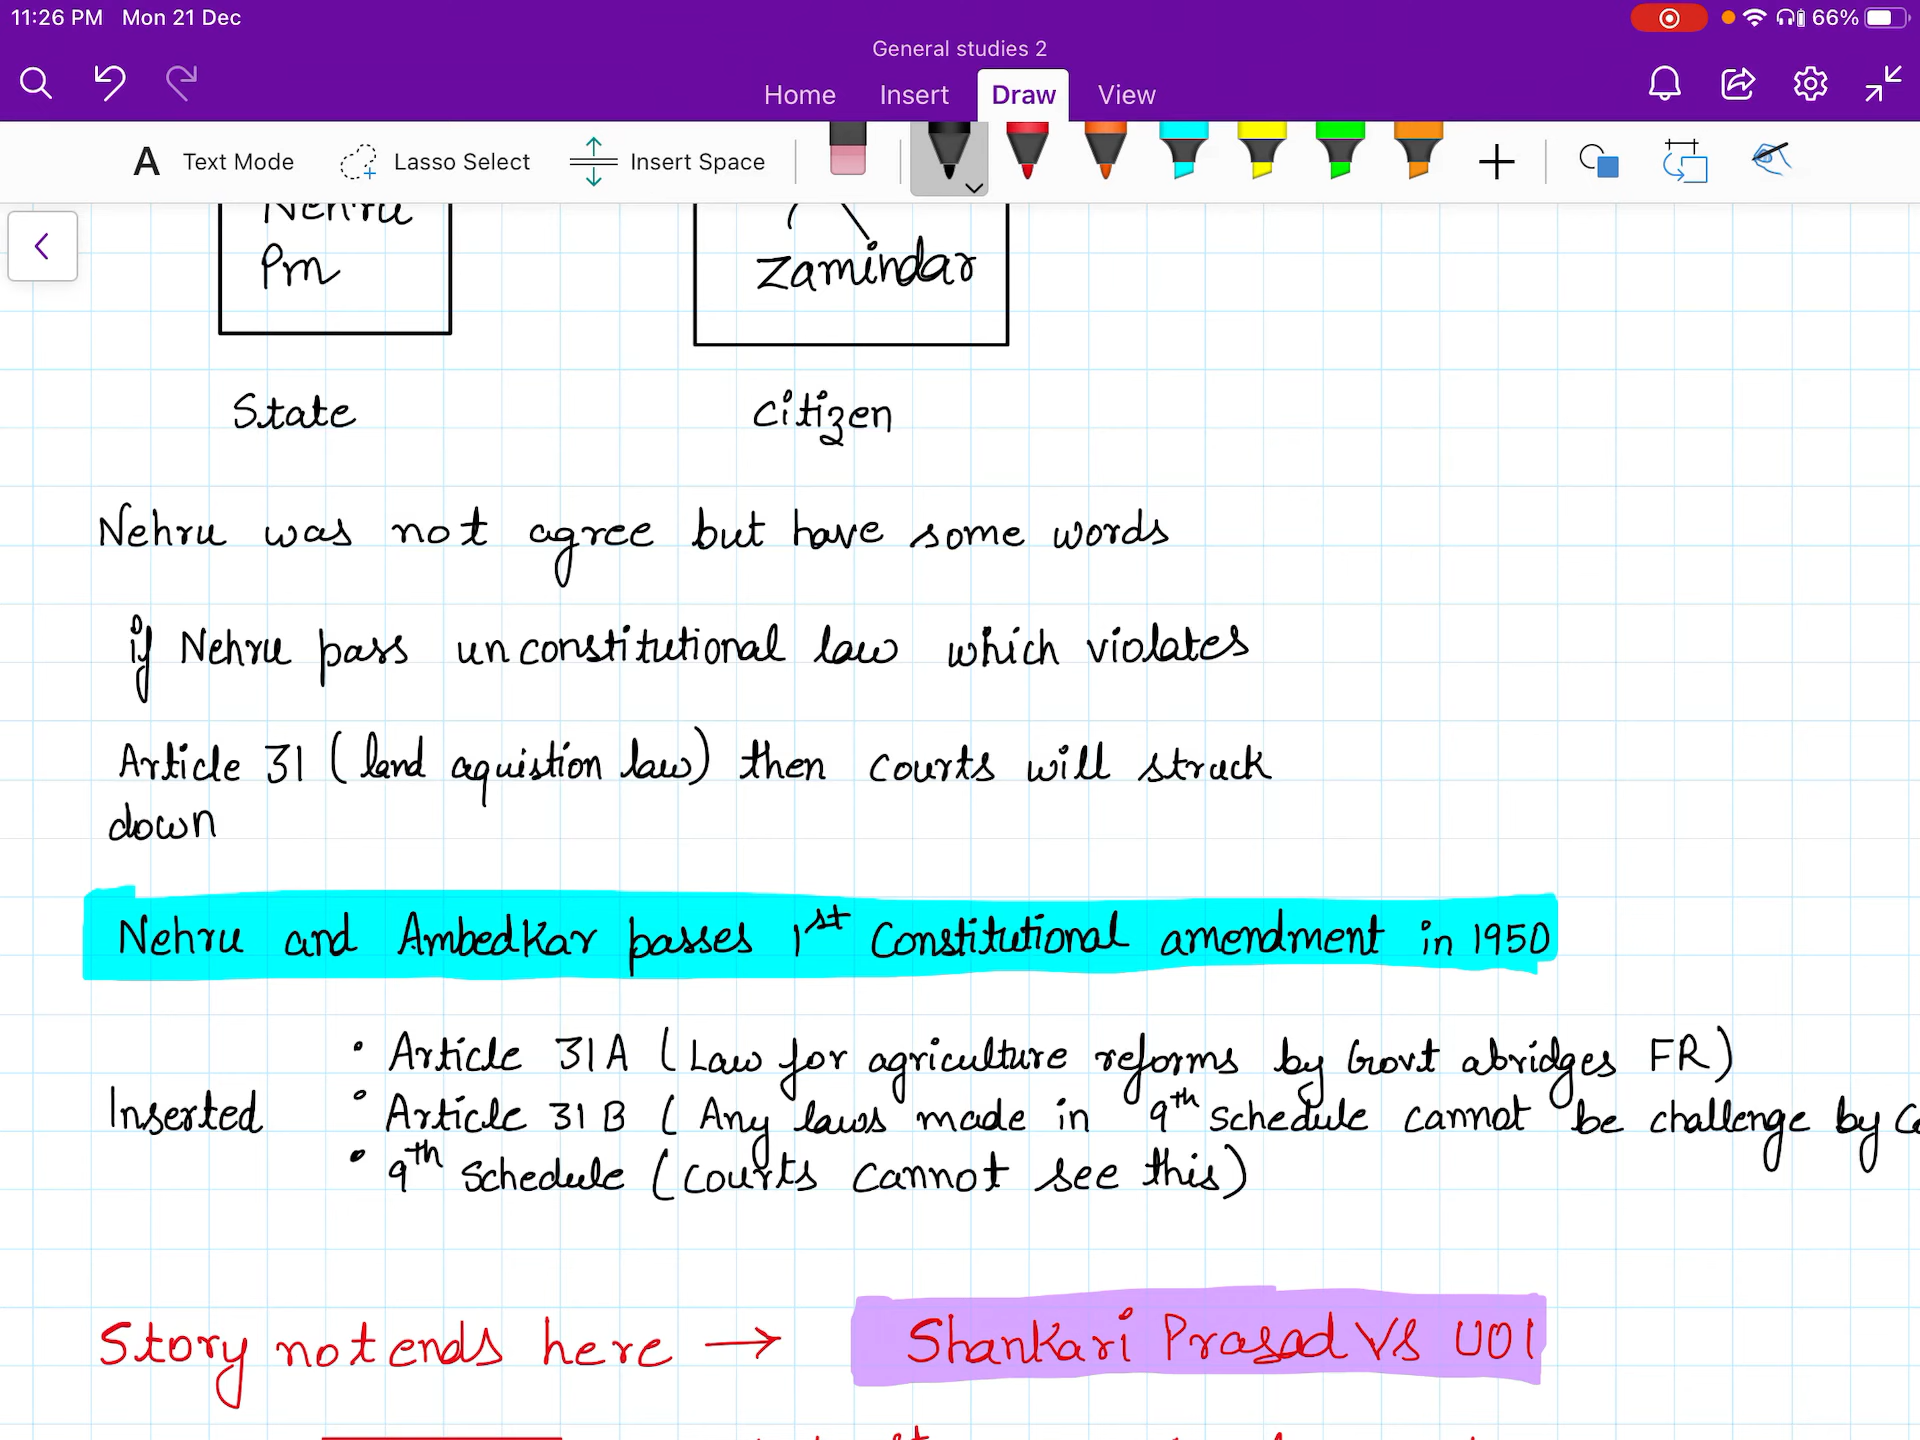 11:26 PM Mon 21 Dec 66%
General studies 2
Home Insert Draw View
A Text Mode Lasso Select Insert Space
Nehru
Pm
Zamindar
State Citizen
Nehru was not agree but have some words
if Nehru pass unconstitutional law which violates
Article 31 (land aquistion law) then courts will struck
down
Nehru and Ambedkar passes 1st Constitutional amendment in 1950
• Article 31A (Law for agriculture reforms by Govt abridges FR)
Inserted • Article 31B (Any laws made in 9th schedule cannot be challenge by
• 9th Schedule (courts cannot see this)
Story not ends here → Shankari Prasad Vs UOI